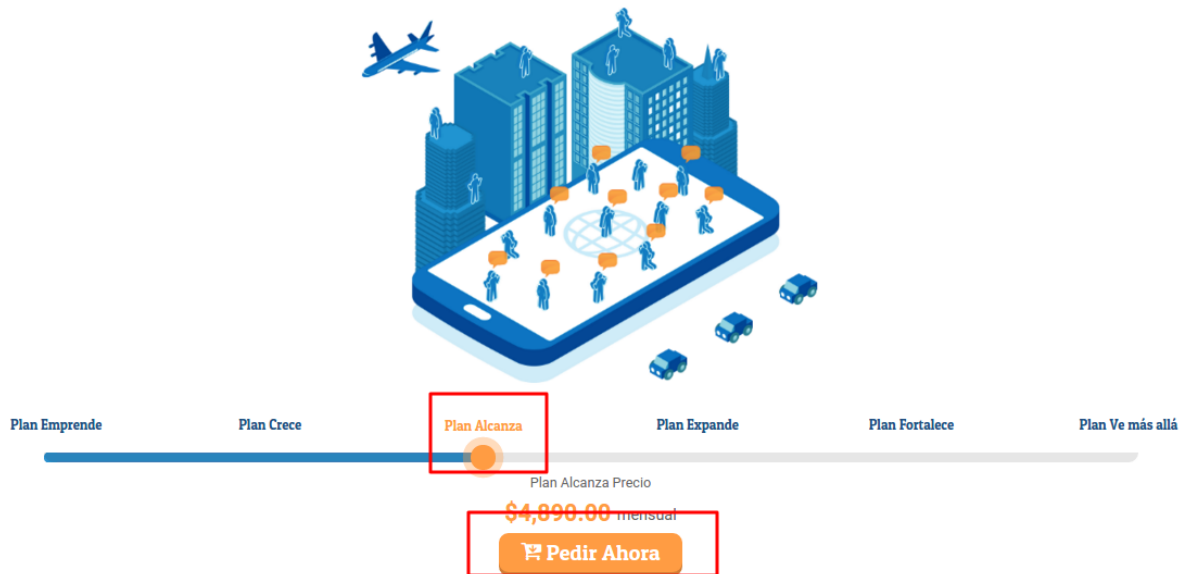 Plan Emprende
Plan Crece
Plan Alcanza
Plan Expande
Plan Fortalece
Plan Ve más allá
Plan Alcanza Precio
$4,890.00 mensual
Pedir Ahora